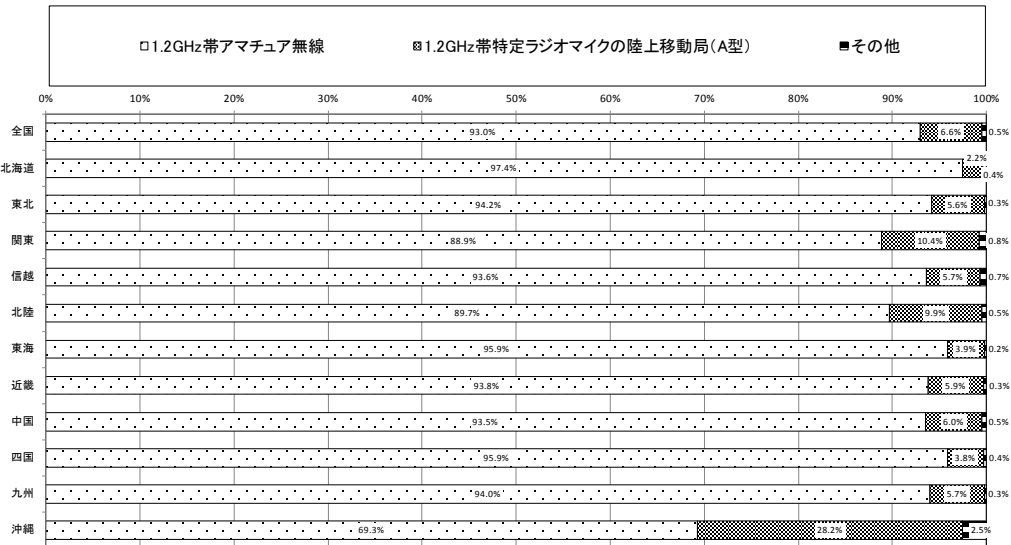 □1.2GHz帯アマチュア無線 1.2GHz帯特定ラジオマイクの陸上移動局(A型) ■その他
0% 10% 20% 30% 40% 50% 60% 70% 80% 90% 100%
全国 93.0% 6.6% 0.5%
北海道 97.4% 2.2% 0.4%
東北 94.2% 5.6% 0.3%
関東 88.9% 10.4% 0.8%
信越 93.6% 5.7% 0.7%
北陸 89.7% 9.9% 0.5%
東海 95.9% 3.9% 0.2%
近畿 93.8% 5.9% 0.3%
中国 93.5% 6.0% 0.5%
四国 95.9% 3.8% 0.4%
九州 94.0% 5.7% 0.3%
沖縄 69.3% 28.2% 2.5%